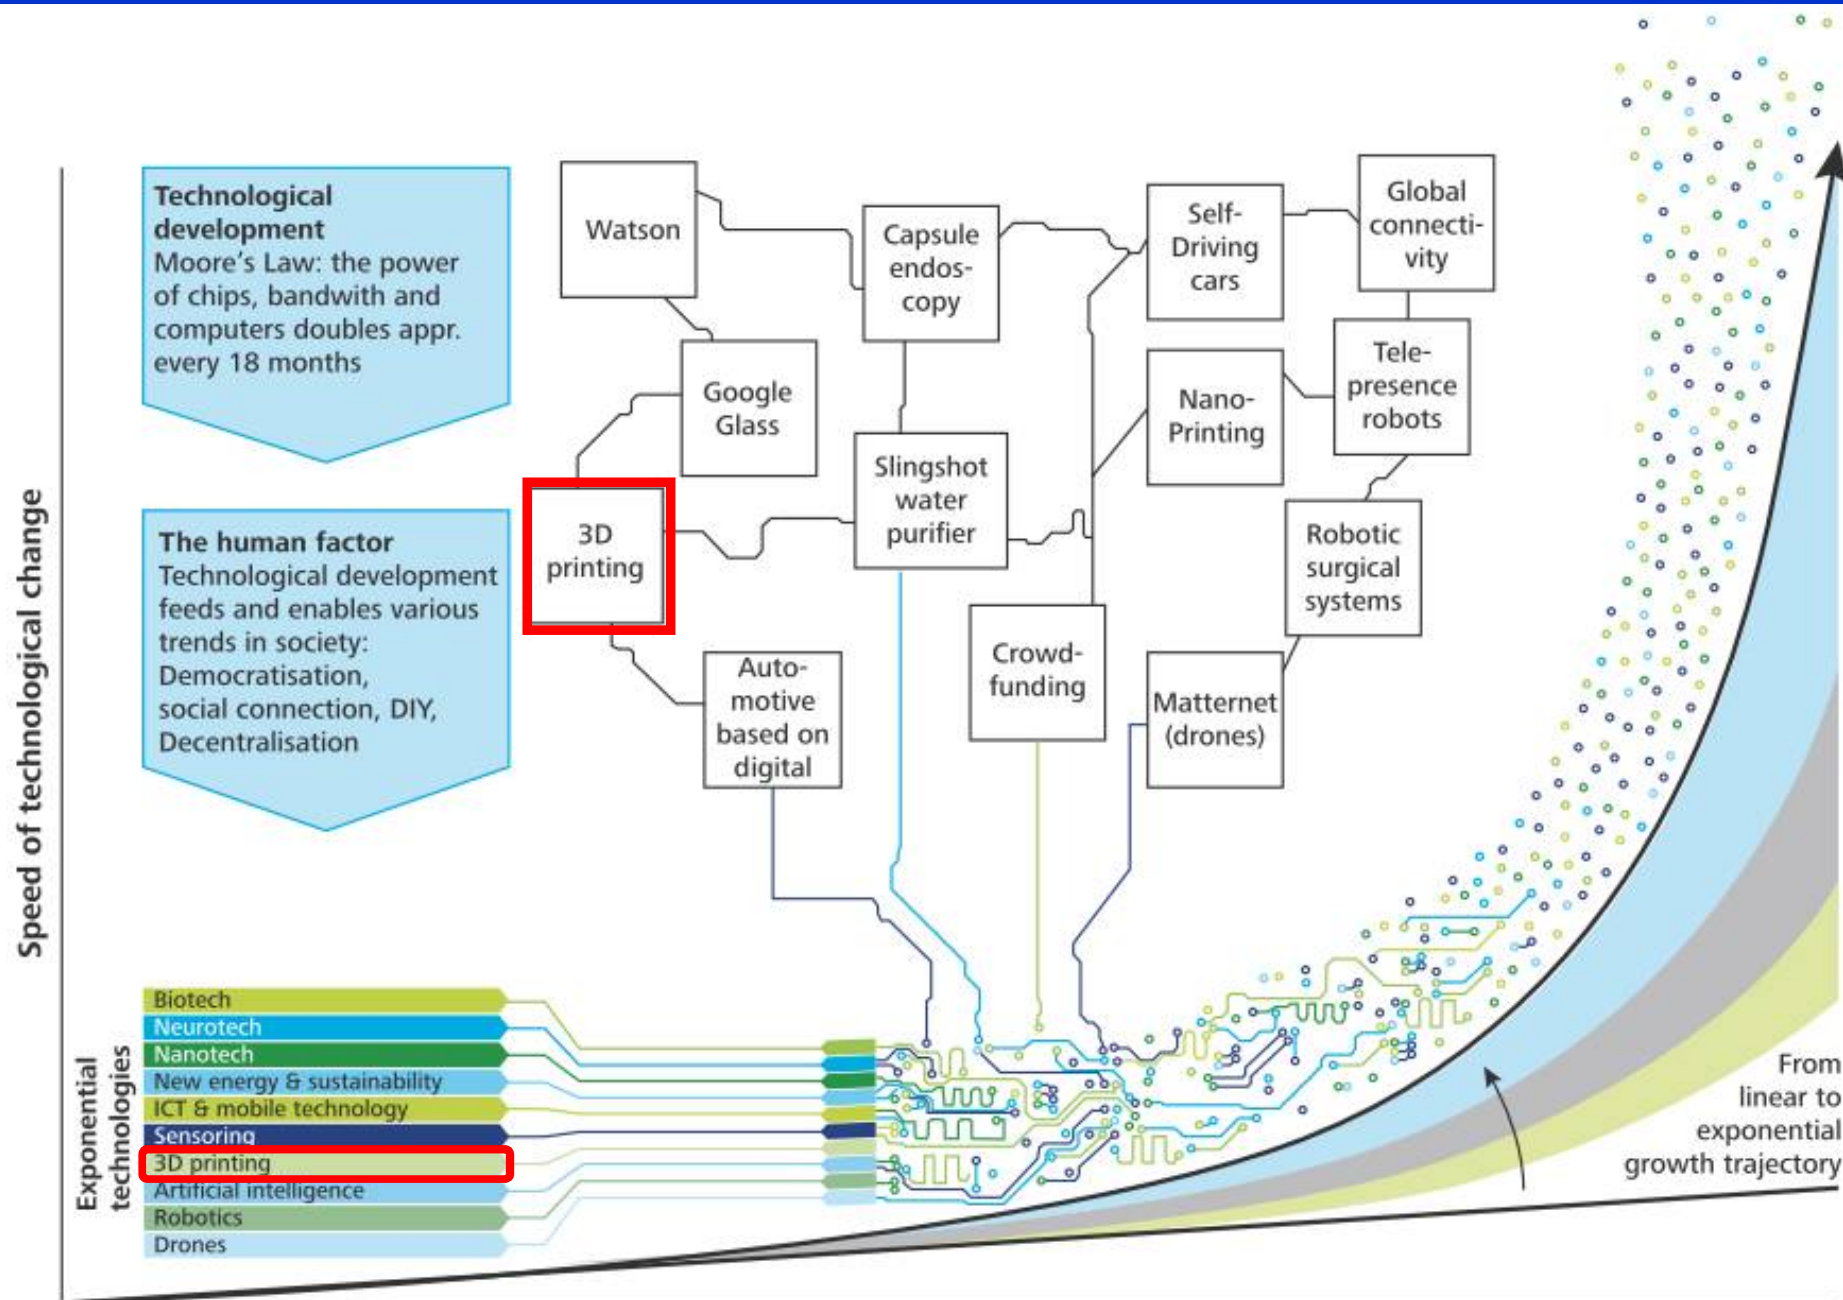 Speed of technological change
Technological
development
Moore's Law: the power
of chips, bandwith and
computers doubles appr.
every 18 months
The human factor
Technological development
feeds and enables various
trends in society:
Democratisation,
social connection, DIY,
Decentralisation
Watson
Google
Glass
3D
printing
Auto-
motive
based on
digital
Capsule
endos-
copy
Slingshot
water
purifier
Crowd-
funding
Self-
Driving
cars
Nano-
Printing
Matternet
(drones)
Global
connecti-
vity
Tele-
presence
robots
Robotic
surgical
systems
Exponential
technologies
Biotech
Neurotech
Nanotech
New energy & sustainability
ICT & mobile technology
Sensoring
3D printing
Artificial intelligence
Robotics
Drones
From
linear to
exponential
growth trajectory